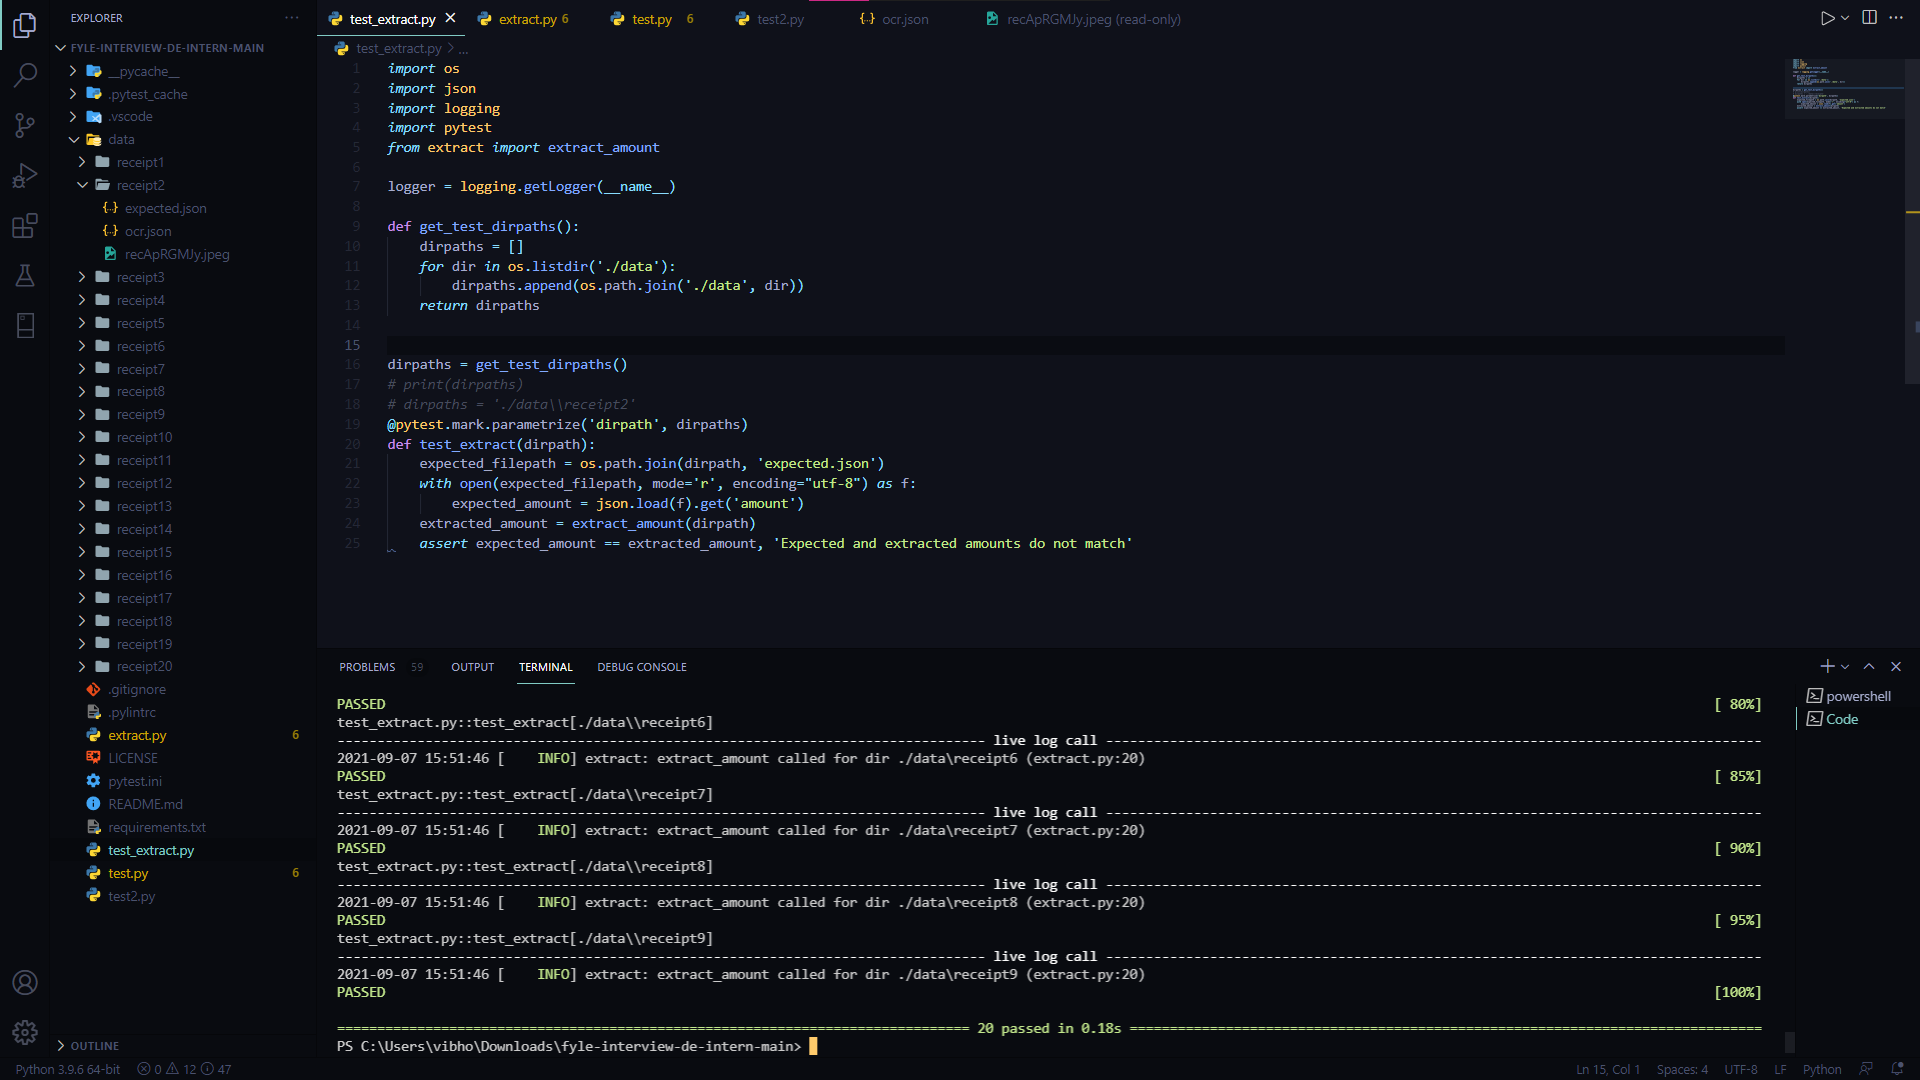 EXPLORER ...
FYLE-INTERVIEW-DE-INTERN-MAIN
__pycache__
.pytest_cache
.vscode
data
receipt1
receipt2
{..} expected.json
{..} ocr.json
recApRGMJy.jpeg
receipt3
receipt4
receipt5
receipt6
receipt7
receipt8
receipt9
receipt10
receipt11
receipt12
receipt13
receipt14
receipt15
receipt16
receipt17
receipt18
receipt19
receipt20
.gitignore
.pylintrc
extract.py 6
LICENSE
pytest.ini
README.md
requirements.txt
test_extract.py
test.py 6
test2.py
OUTLINE
test_extract.py extract.py 6 test.py 6 test2.py {..} ocr.json recApRGMJy.jpeg (read-only)
test_extract.py > ...
1 import os
2 import json
3 import logging
4 import pytest
5 from extract import extract_amount
6
7 logger = logging.getLogger(__name__)
8
9 def get_test_dirpaths():
10 dirpaths = []
11 for dir in os.listdir('./data'):
12 dirpaths.append(os.path.join('./data', dir))
13 return dirpaths
14
15
16 dirpaths = get_test_dirpaths()
17 # print(dirpaths)
18 # dirpaths = './data\\receipt2'
19 @pytest.mark.parametrize('dirpath', dirpaths)
20 def test_extract(dirpath):
21 expected_filepath = os.path.join(dirpath, 'expected.json')
22 with open(expected_filepath, mode='r', encoding="utf-8") as f:
23 expected_amount = json.load(f).get('amount')
24 extracted_amount = extract_amount(dirpath)
25 assert expected_amount == extracted_amount, 'Expected and extracted amounts do not match'
PROBLEMS 59 OUTPUT TERMINAL DEBUG CONSOLE
powershell
Code
PASSED [ 80%]
test_extract.py::test_extract[./data\\receipt6]
live log call
2021-09-07 15:51:46 [ INFO] extract: extract_amount called for dir ./data\receipt6 (extract.py:20)
PASSED [ 85%]
test_extract.py::test_extract[./data\\receipt7]
live log call
2021-09-07 15:51:46 [ INFO] extract: extract_amount called for dir ./data\receipt7 (extract.py:20)
PASSED [ 90%]
test_extract.py::test_extract[./data\\receipt8]
live log call
2021-09-07 15:51:46 [ INFO] extract: extract_amount called for dir ./data\receipt8 (extract.py:20)
PASSED [ 95%]
test_extract.py::test_extract[./data\\receipt9]
live log call
2021-09-07 15:51:46 [ INFO] extract: extract_amount called for dir ./data\receipt9 (extract.py:20)
PASSED [100%]
20 passed in 0.18s
PS C:\Users\vibho\Downloads\fyle-interview-de-intern-main>
Python 3.9.6 64-bit 0 12 47 Ln 15, Col 1 Spaces: 4 UTF-8 LF Python